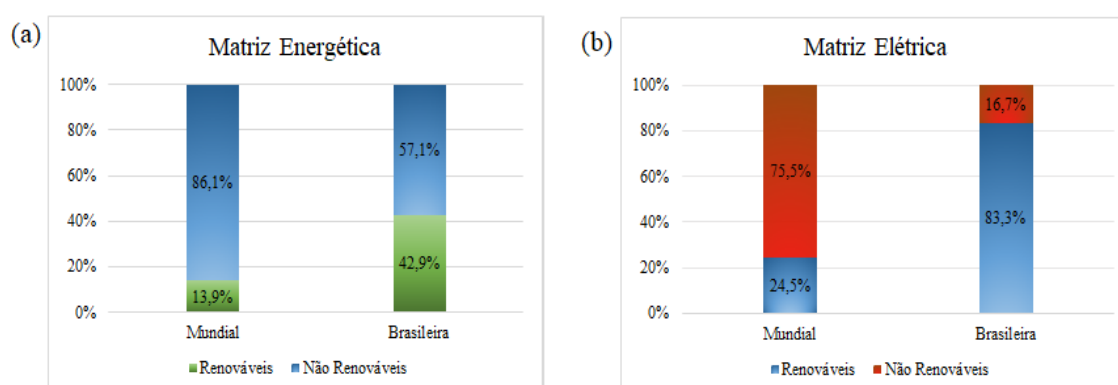 (a)
Matriz Energética
100%
80%
60%
40%
20%
0%
86,1%
13,9%
57,1%
42,9%
Mundial
Brasileira
Renováveis
Não Renováveis
(b)
Matriz Elétrica
100%
80%
60%
40%
20%
0%
75,5%
24,5%
16,7%
83,3%
Mundial
Brasileira
Renováveis
Não Renováveis